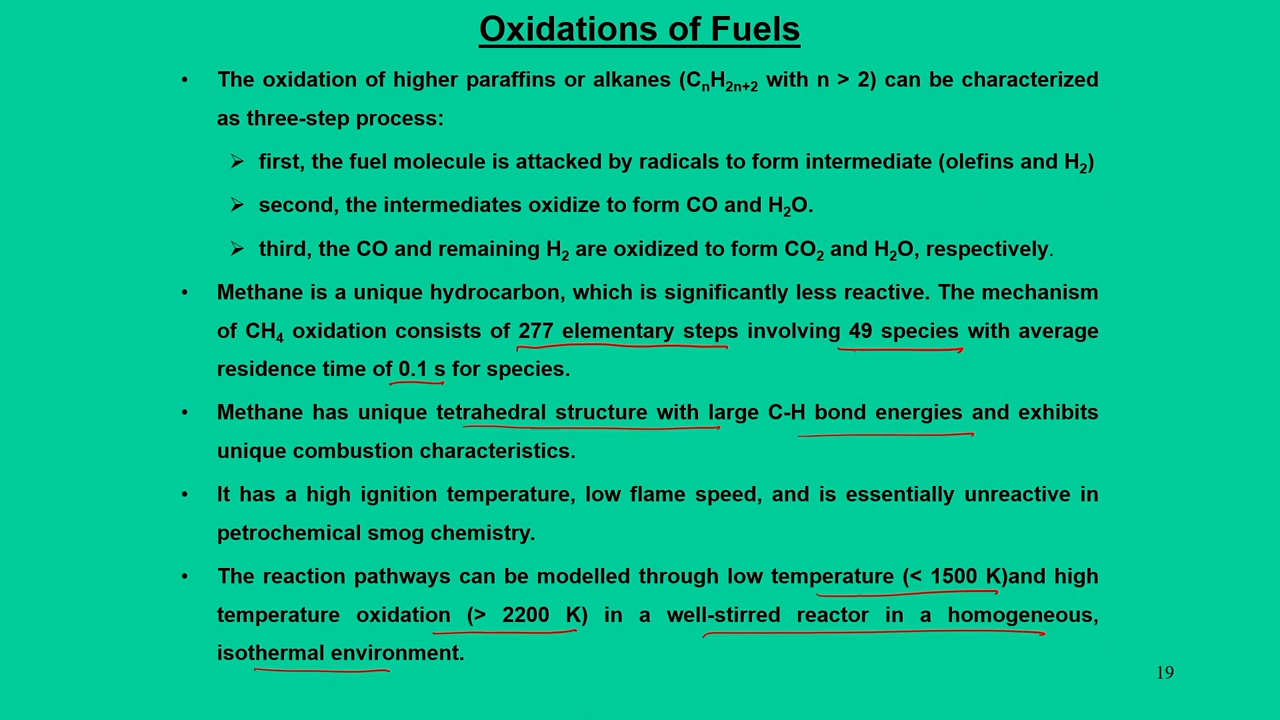 Oxidations of Fuels
• The oxidation of higher paraffins or alkanes (CₙH₂ₙ₊₂ with n > 2) can be characterized
as three-step process:
➢ first, the fuel molecule is attacked by radicals to form intermediate (olefins and H₂)
➢ second, the intermediates oxidize to form CO and H₂O.
➢ third, the CO and remaining H₂ are oxidized to form CO₂ and H₂O, respectively.
• Methane is a unique hydrocarbon, which is significantly less reactive. The mechanism
of CH₄ oxidation consists of 277 elementary steps involving 49 species with average
residence time of 0.1 s for species.
• Methane has unique tetrahedral structure with large C-H bond energies and exhibits
unique combustion characteristics.
• It has a high ignition temperature, low flame speed, and is essentially unreactive in
petrochemical smog chemistry.
• The reaction pathways can be modelled through low temperature (< 1500 K)and high
temperature oxidation (> 2200 K) in a well-stirred reactor in a homogeneous,
isothermal environment.
19